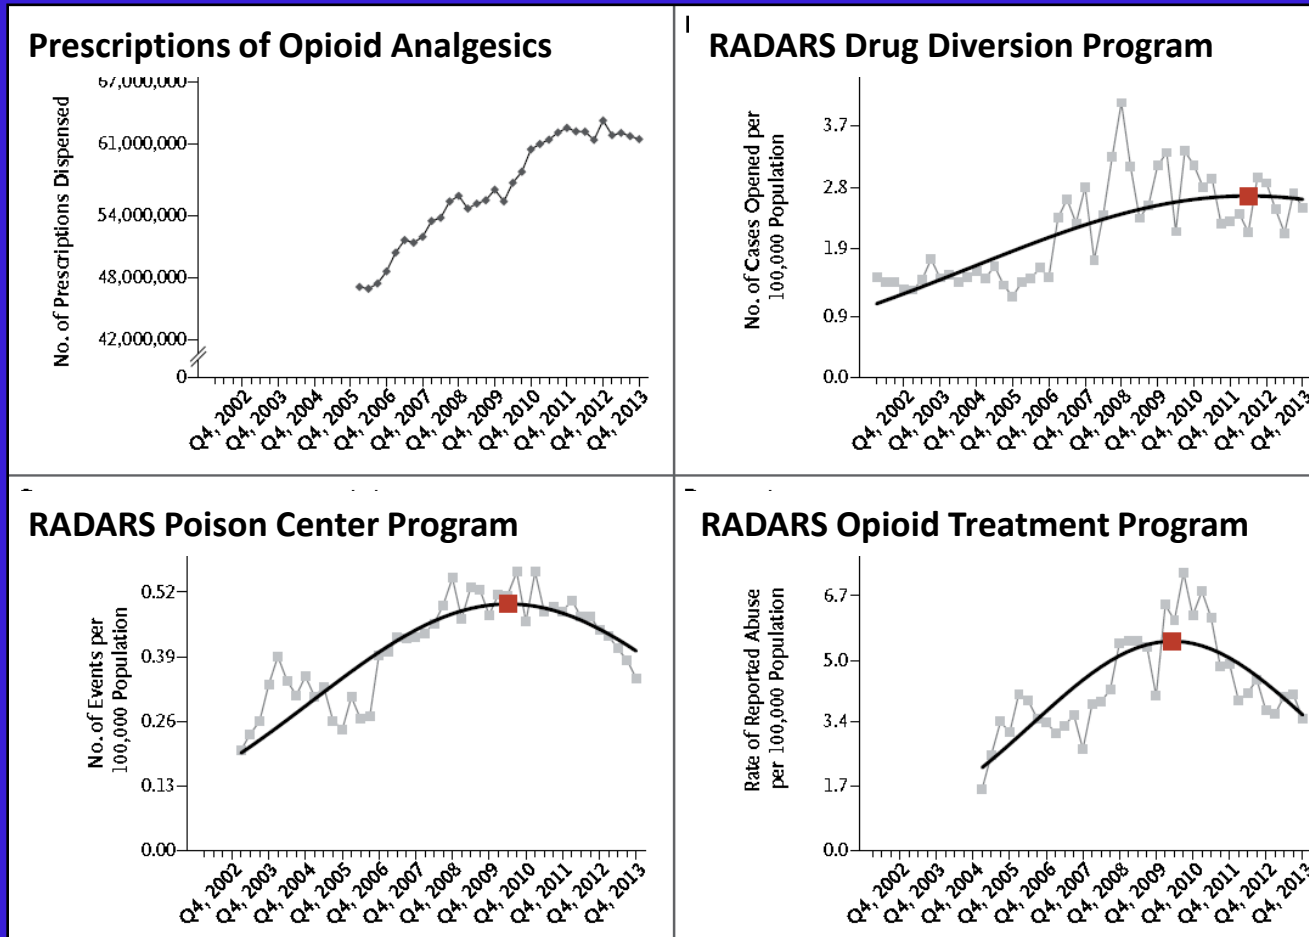 Prescriptions of Opioid Analgesics
No. of Prescriptions Dispensed
67,000,000
61,000,000
54,000,000
48,000,000
42,000,000
0
Q4, 2002
Q4, 2003
Q4, 2004
Q4, 2005
Q4, 2006
Q4, 2007
Q4, 2008
Q4, 2009
Q4, 2010
Q4, 2011
Q4, 2012
Q4, 2013
RADARS Drug Diversion Program
No. of Cases Opened per
100,000 Population
3.7
2.8
1.9
0.9
0.0
Q4, 2002
Q4, 2003
Q4, 2004
Q4, 2005
Q4, 2006
Q4, 2007
Q4, 2008
Q4, 2009
Q4, 2010
Q4, 2011
Q4, 2012
Q4, 2013
RADARS Poison Center Program
No. of Events per
100,000 Population
0.52
0.39
0.26
0.13
0.00
Q4, 2002
Q4, 2003
Q4, 2004
Q4, 2005
Q4, 2006
Q4, 2007
Q4, 2008
Q4, 2009
Q4, 2010
Q4, 2011
Q4, 2012
Q4, 2013
RADARS Opioid Treatment Program
Rate of Reported Abuse
per 100,000 Population
6.7
5.0
3.4
1.7
0.0
Q4, 2002
Q4, 2003
Q4, 2004
Q4, 2005
Q4, 2006
Q4, 2007
Q4, 2008
Q4, 2009
Q4, 2010
Q4, 2011
Q4, 2012
Q4, 2013